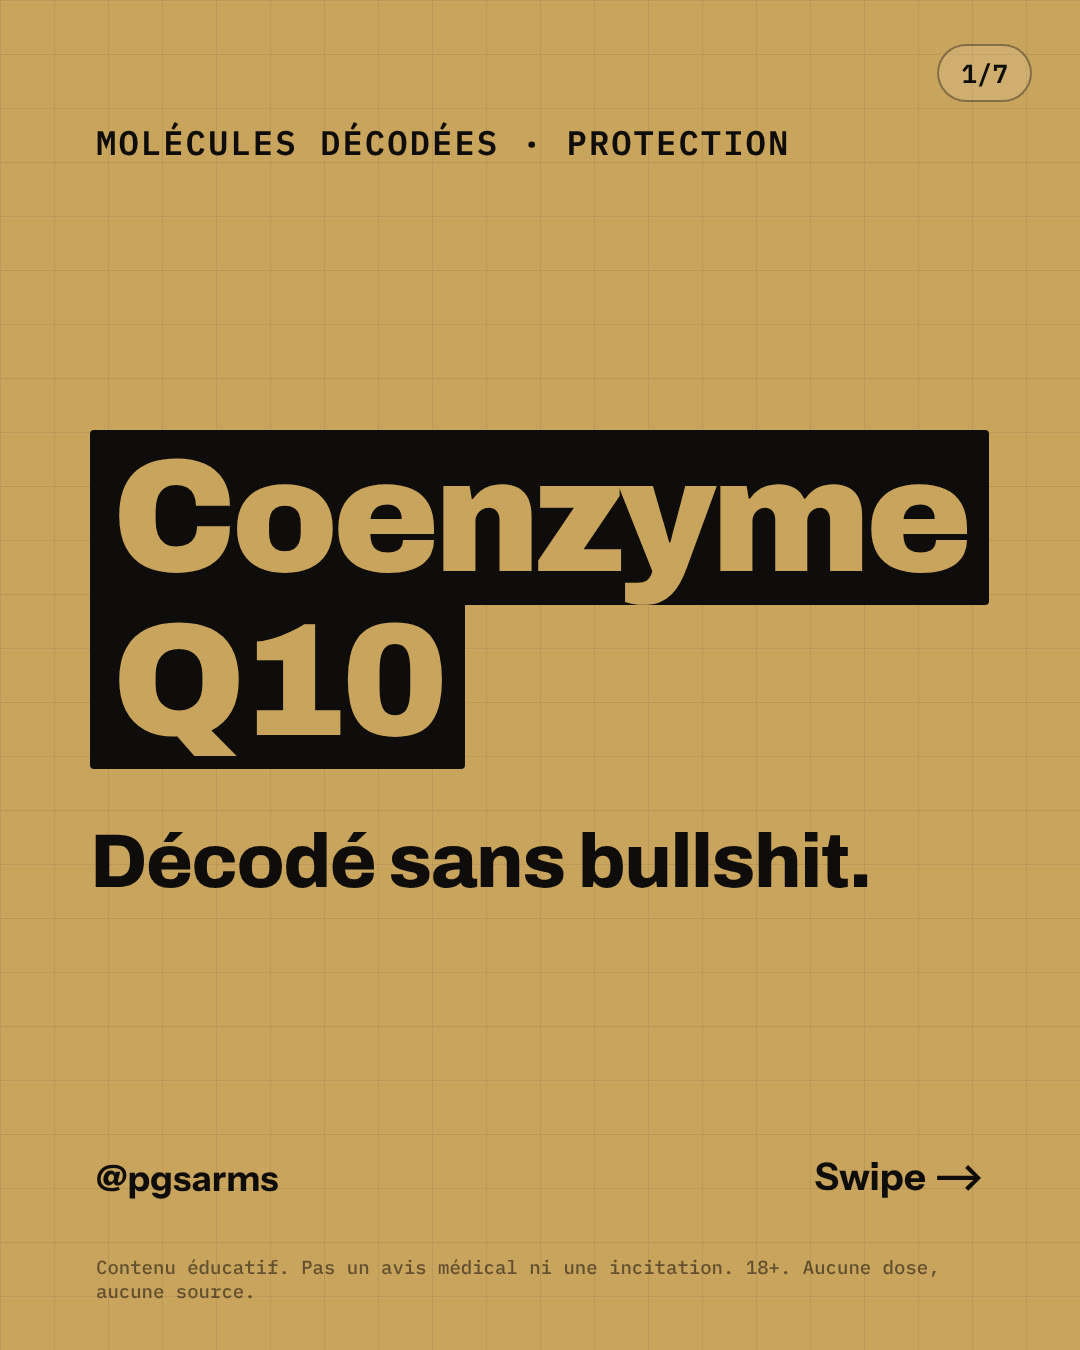 1/7
MOLÉCULES DÉCODÉES · PROTECTION
Coenzyme
Q10
Décodé sans bullshit.
@pgsarms
Swipe →
Contenu éducatif. Pas un avis médical ni une incitation. 18+. Aucune dose,
aucune source.